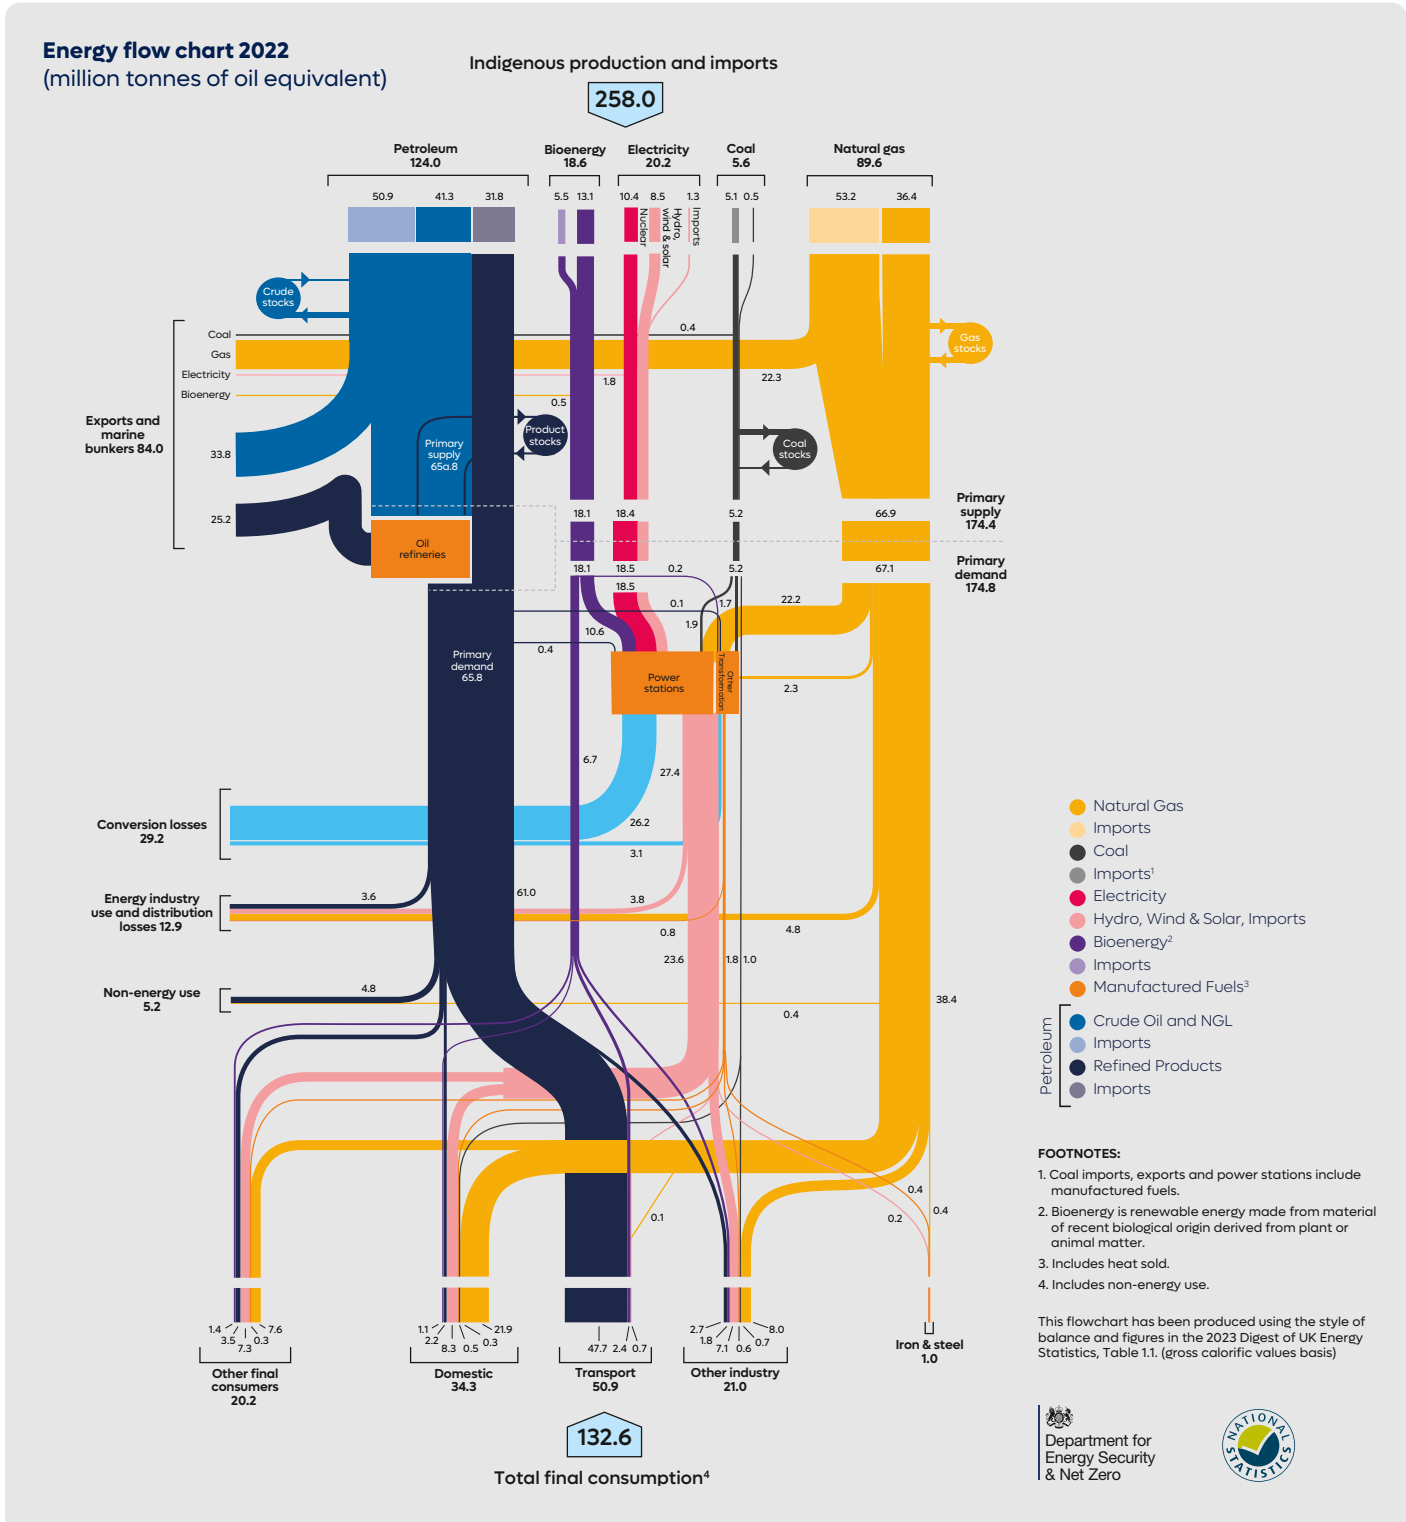 Energy flow chart 2022
(million tonnes of oil equivalent)
Indigenous production and imports
258.0
Petroleum
124.0
Bioenergy
18.6
Electricity
20.2
Coal
5.6
Natural gas
89.6
50.9
41.3
31.8
5.5
13.1
10.4
8.5
1.3
5.1
0.5
53.2
36.4
Nuclear
Hydro,
wind & solar
Imports
Crude
stocks
Coal
Gas
Electricity
Bioenergy
0.4
22.3
1.8
0.5
Gas
stocks
Exports and
marine
bunkers 84.0
33.8
25.2
Primary
supply
65a.8
Product
stocks
Coal
stocks
Oil
refineries
18.1
18.4
5.2
66.9
Primary
supply
174.4
18.1
18.5
0.2
5.2
67.1
Primary
demand
174.8
18.5
0.1
1.7
22.2
10.6
1.9
0.4
Primary
demand
65.8
Power
stations
Other
Transformation
2.3
6.7
27.4
Conversion losses
29.2
26.2
3.1
Energy industry
use and distribution
losses 12.9
3.6
61.0
3.8
0.8
4.8
23.6
1.8
1.0
Non-energy use
5.2
4.8
0.4
38.4
0.1
0.4
0.4
0.2
1.4
3.5
7.3
0.3
7.6
Other final
consumers
20.2
1.1
2.2
8.3
0.5
0.3
21.9
Domestic
34.3
47.7
2.4
0.7
Transport
50.9
2.7
1.8
7.1
0.6
0.7
8.0
Other industry
21.0
Iron & steel
1.0
132.6
Total final consumption4
Natural Gas
Imports
Coal
Imports1
Electricity
Hydro, Wind & Solar, Imports
Bioenergy2
Imports
Manufactured Fuels3
Petroleum
Crude Oil and NGL
Imports
Refined Products
Imports
FOOTNOTES:
1. Coal imports, exports and power stations include
manufactured fuels.
2. Bioenergy is renewable energy made from material
of recent biological origin derived from plant or
animal matter.
3. Includes heat sold.
4. Includes non-energy use.
This flowchart has been produced using the style of
balance and figures in the 2023 Digest of UK Energy
Statistics, Table 1.1. (gross calorific values basis)
Department for
Energy Security
& Net Zero
NATIONAL
STATISTICS